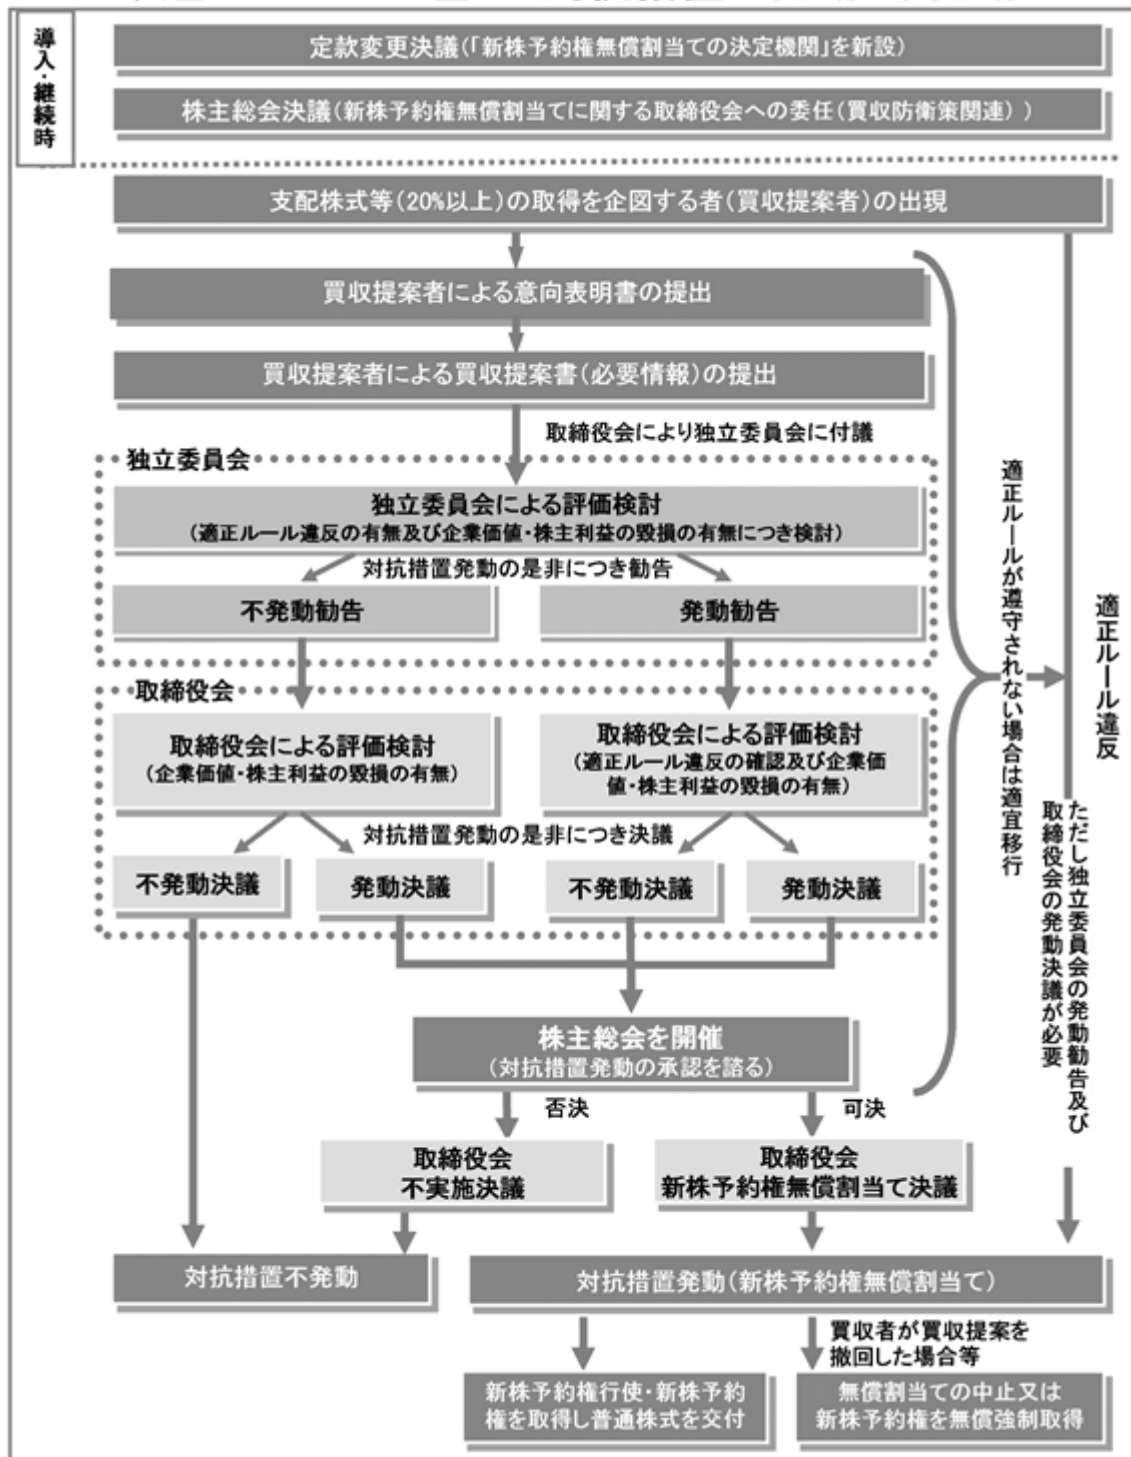 導入・継続時
定款変更決議(「新株予約権無償割当ての決定機関」を新設)
株主総会決議(新株予約権無償割当てに関する取締役会への委任(買収防衛策関連))
支配株式等(20%以上)の取得を企図する者(買収提案者)の出現
買収提案者による意向表明書の提出
買収提案者による買収提案書(必要情報)の提出
取締役会により独立委員会に付議
独立委員会
独立委員会による評価検討
(適正ルール違反の有無及び企業価値・株主利益の毀損の有無につき検討)
対抗措置発動の是非につき勧告
不発動勧告
発動勧告
取締役会
取締役会による評価検討
(企業価値・株主利益の毀損の有無)
取締役会による評価検討
(適正ルール違反の確認及び企業価
値・株主利益の毀損の有無)
対抗措置発動の是非につき決議
不発動決議
発動決議
不発動決議
発動決議
株主総会を開催
(対抗措置発動の承認を諮る)
否決
可決
取締役会
不実施決議
取締役会
新株予約権無償割当て決議
適正ルールが遵守されない場合は適宜移行
適正ルール違反
ただし独立委員会の発動勧告及び
取締役会の発動決議が必要
対抗措置不発動
対抗措置発動(新株予約権無償割当て)
買収者が買収提案を
撤回した場合等
新株予約権行使・新株予約
権を取得し普通株式を交付
無償割当ての中止又は
新株予約権を無償強制取得